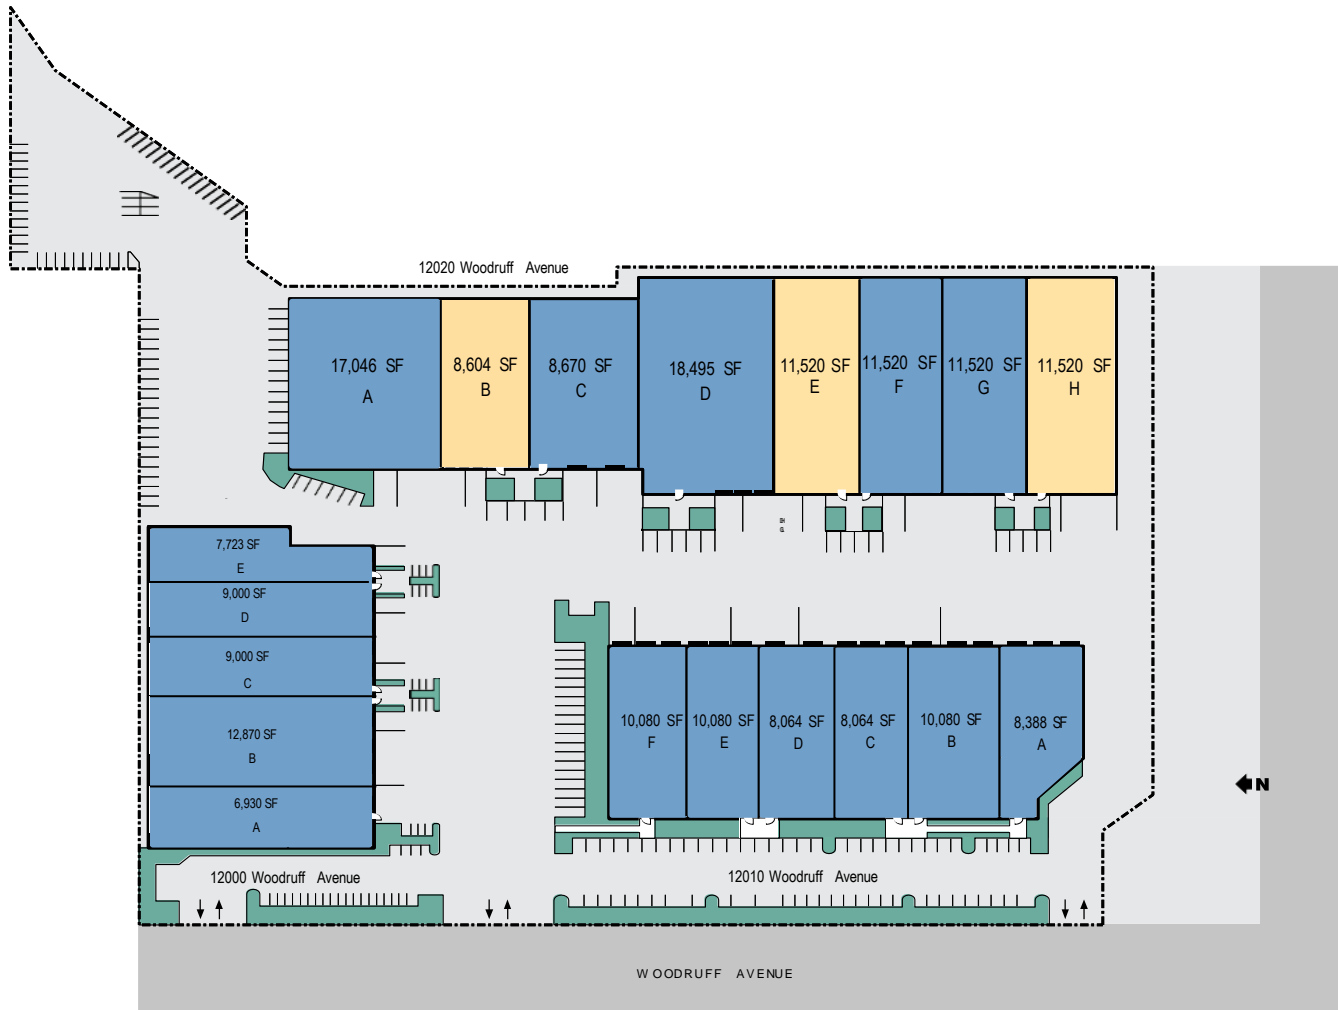 12020 Woodruff Avenue
17,046 SF
A
8,604 SF
B
8,670 SF
C
18,495 SF
D
11,520 SF
E
11,520 SF
F
11,520 SF
G
11,520 SF
H
7,723 SF
E
9,000 SF
D
9,000 SF
C
12,870 SF
B
6,930 SF
A
10,080 SF
F
10,080 SF
E
8,064 SF
D
8,064 SF
C
10,080 SF
B
8,388 SF
A
N
12000 Woodruff Avenue
12010 Woodruff Avenue
WOODRUFF AVENUE